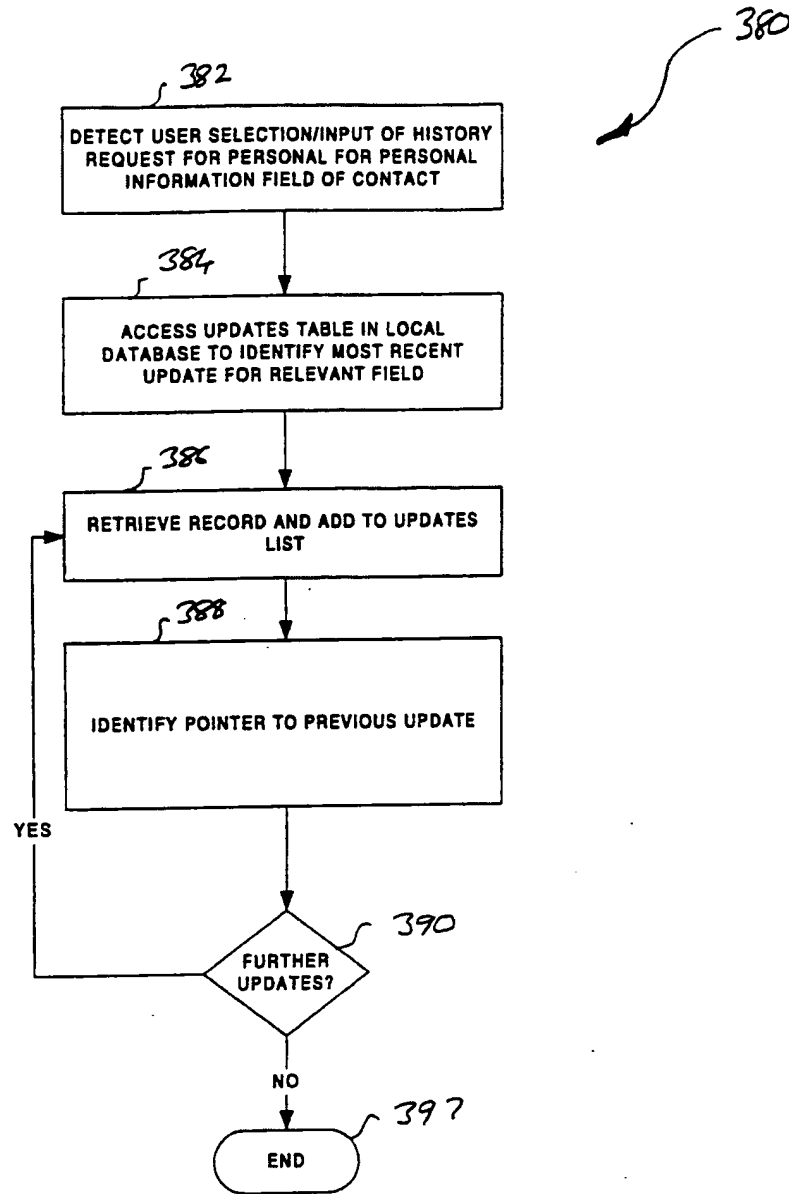 380
382
DETECT USER SELECTION/INPUT OF HISTORY
REQUEST FOR PERSONAL FOR PERSONAL
INFORMATION FIELD OF CONTACT
384
ACCESS UPDATES TABLE IN LOCAL
DATABASE TO IDENTIFY MOST RECENT
UPDATE FOR RELEVANT FIELD
386
RETRIEVE RECORD AND ADD TO UPDATES
LIST
388
IDENTIFY POINTER TO PREVIOUS UPDATE
YES
390
FURTHER
UPDATES?
NO
397
END